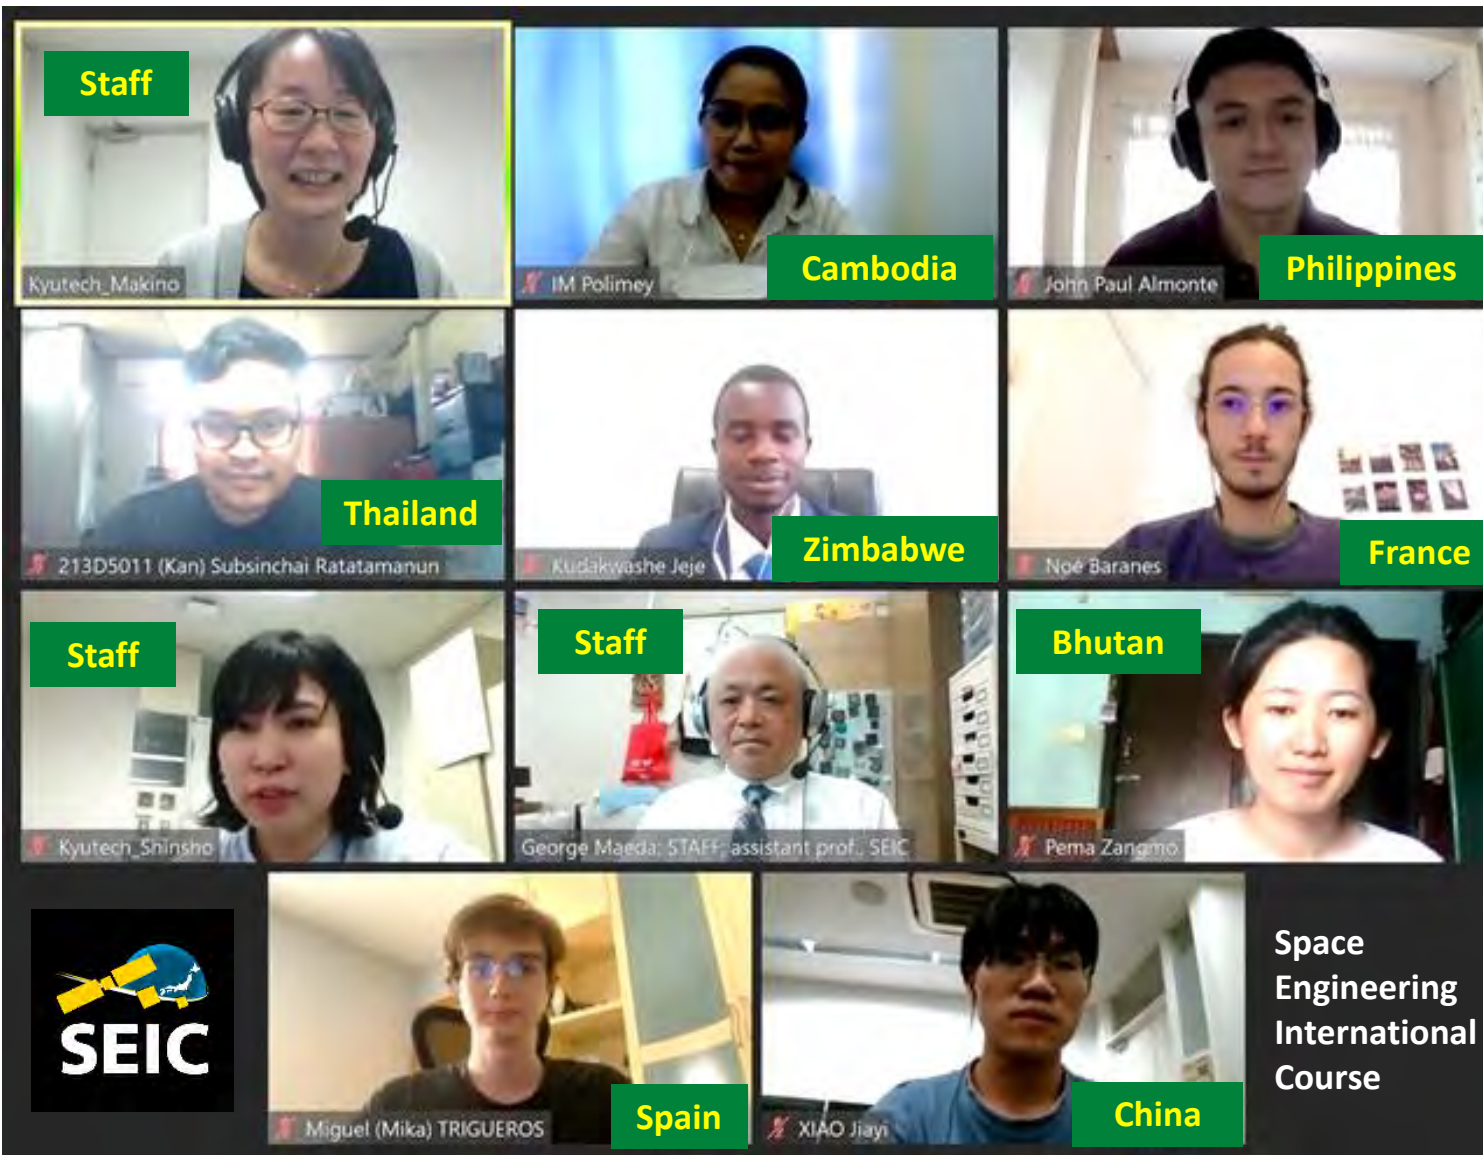 Staff
Kyutech_Makino
IM Polimey
Cambodia
John Paul Almonte
Philippines
213D5011 (Kan) Subsinchai Ratatamanun
Thailand
Kudakwashe Jeje
Zimbabwe
Noé Baranes
France
Staff
Kyutech_Shinsho
Staff
George Maeda; STAFF; assistant prof., SEIC
Bhutan
Pema Zangmo
SEIC
Miguel (Mika) TRIGUEROS
Spain
XIAO Jiayi
China
Space
Engineering
International
Course